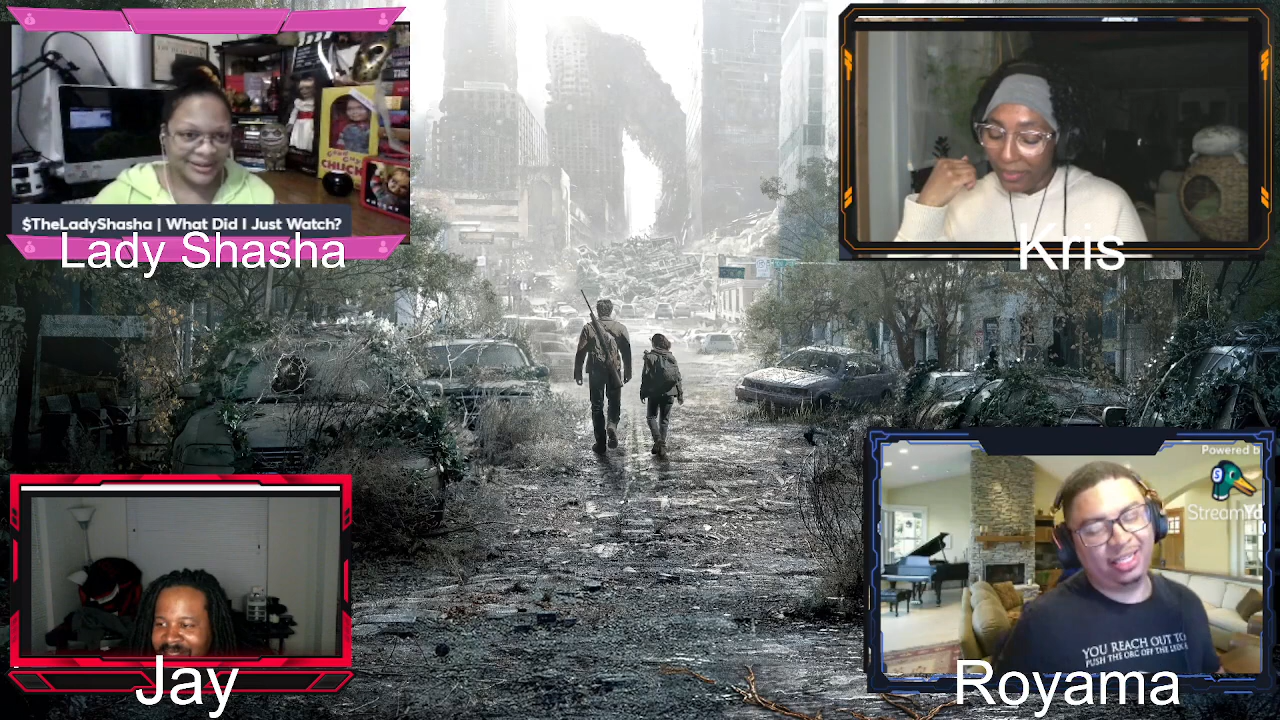 $TheLadyShasha | What Did I Just Watch?
Lady Shasha
Kris
CHUCK
Powered b
StreamYa
YOU REACH OUT TO
PUSH THE ORC OFF THE LEDGE
Jay
Royama